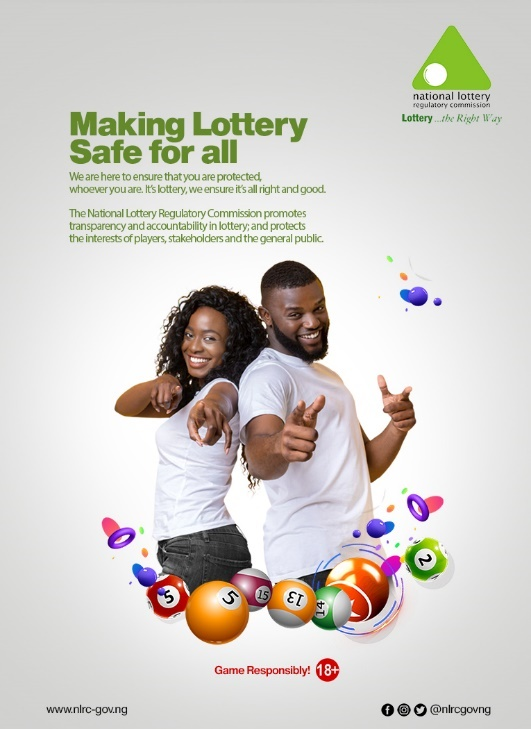 national lottery
regulatory commission
Lottery ...the Right Way
Making Lottery
Safe for all
We are here to ensure that you are protected,
whoever you are. It's lottery, we ensure it's all right and good.
The National Lottery Regulatory Commission promotes
transparency and accountability in lottery; and protects
the interests of players, stakeholders and the general public.
5
5
15
13
14
2
Game Responsibly! 18+
www.nlrc-gov.ng
@nlrcgovng